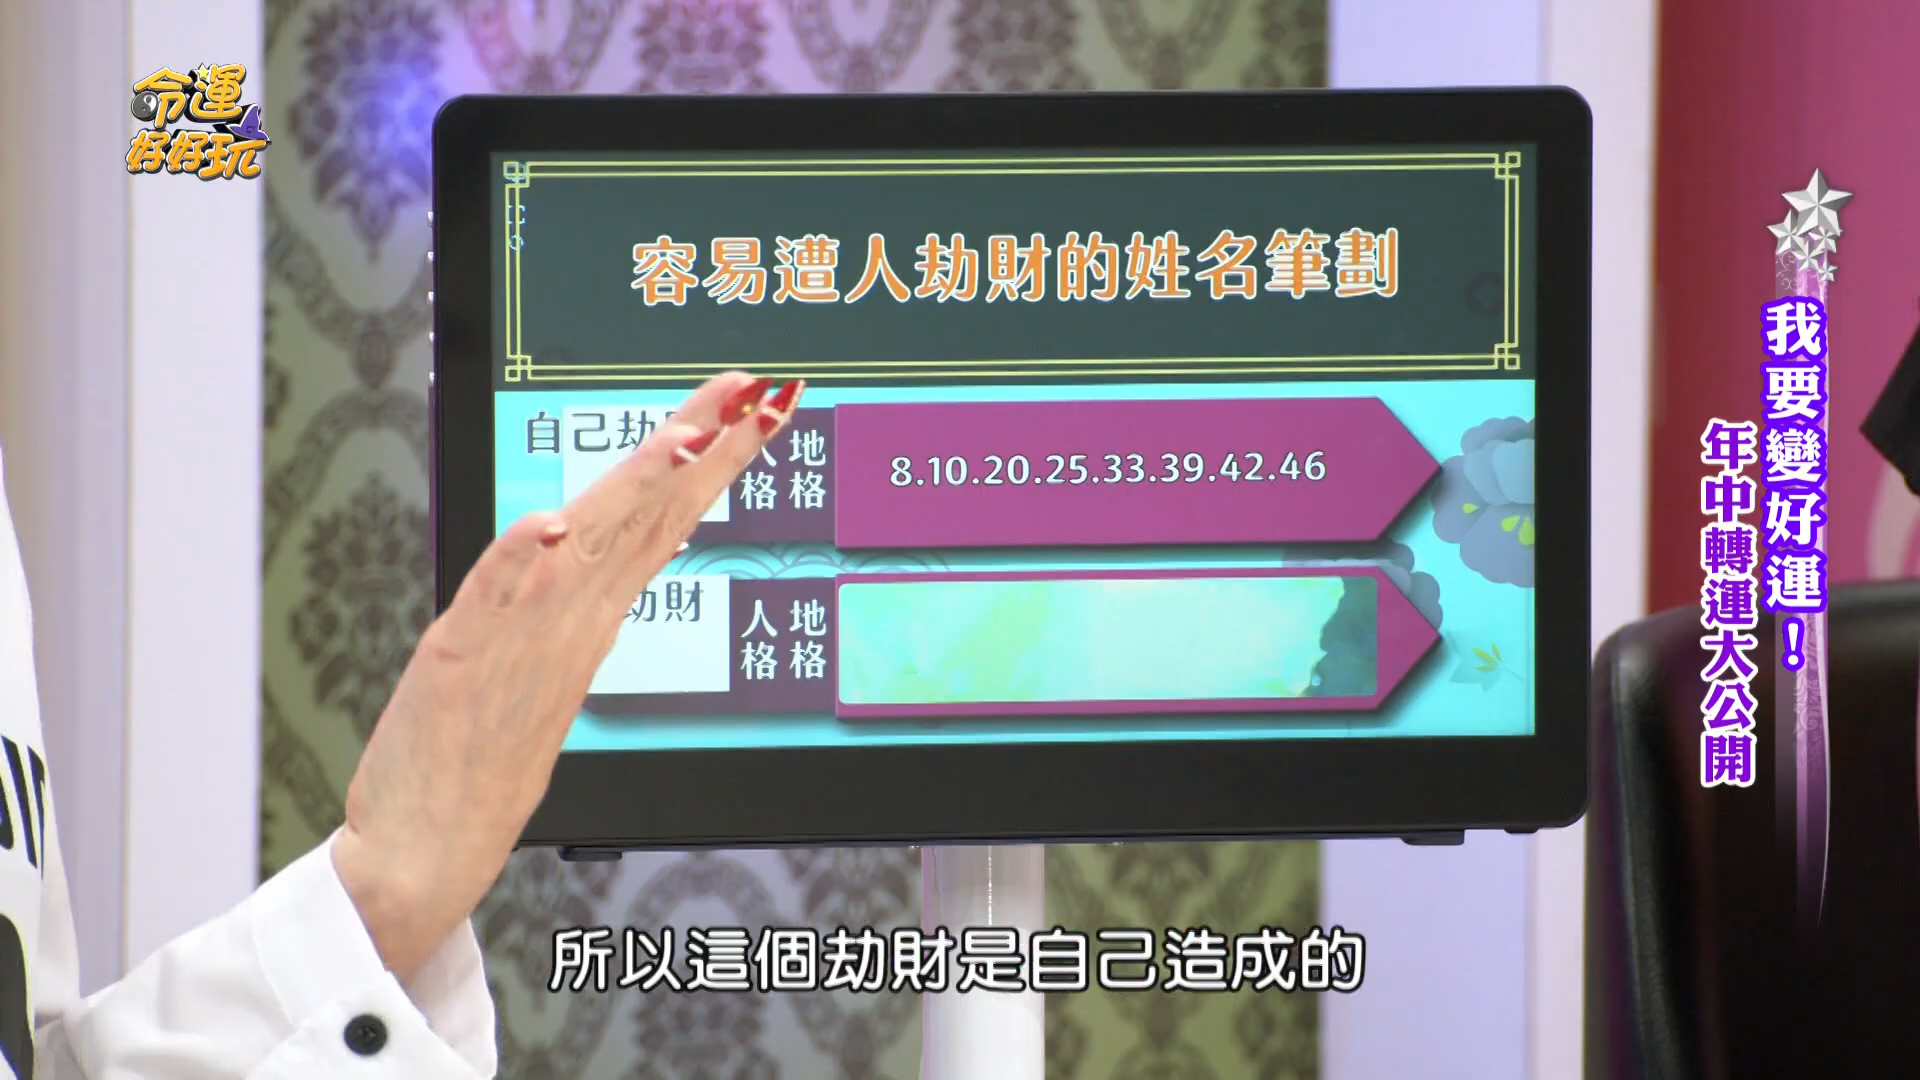 命運
好好玩
容易遭人劫財的姓名筆劃
自己劫
人格 地格
8.10.20.25.33.39.42.46
劫財
人格 地格
我要變好運！
年中轉運大公開
所以這個劫財是自己造成的